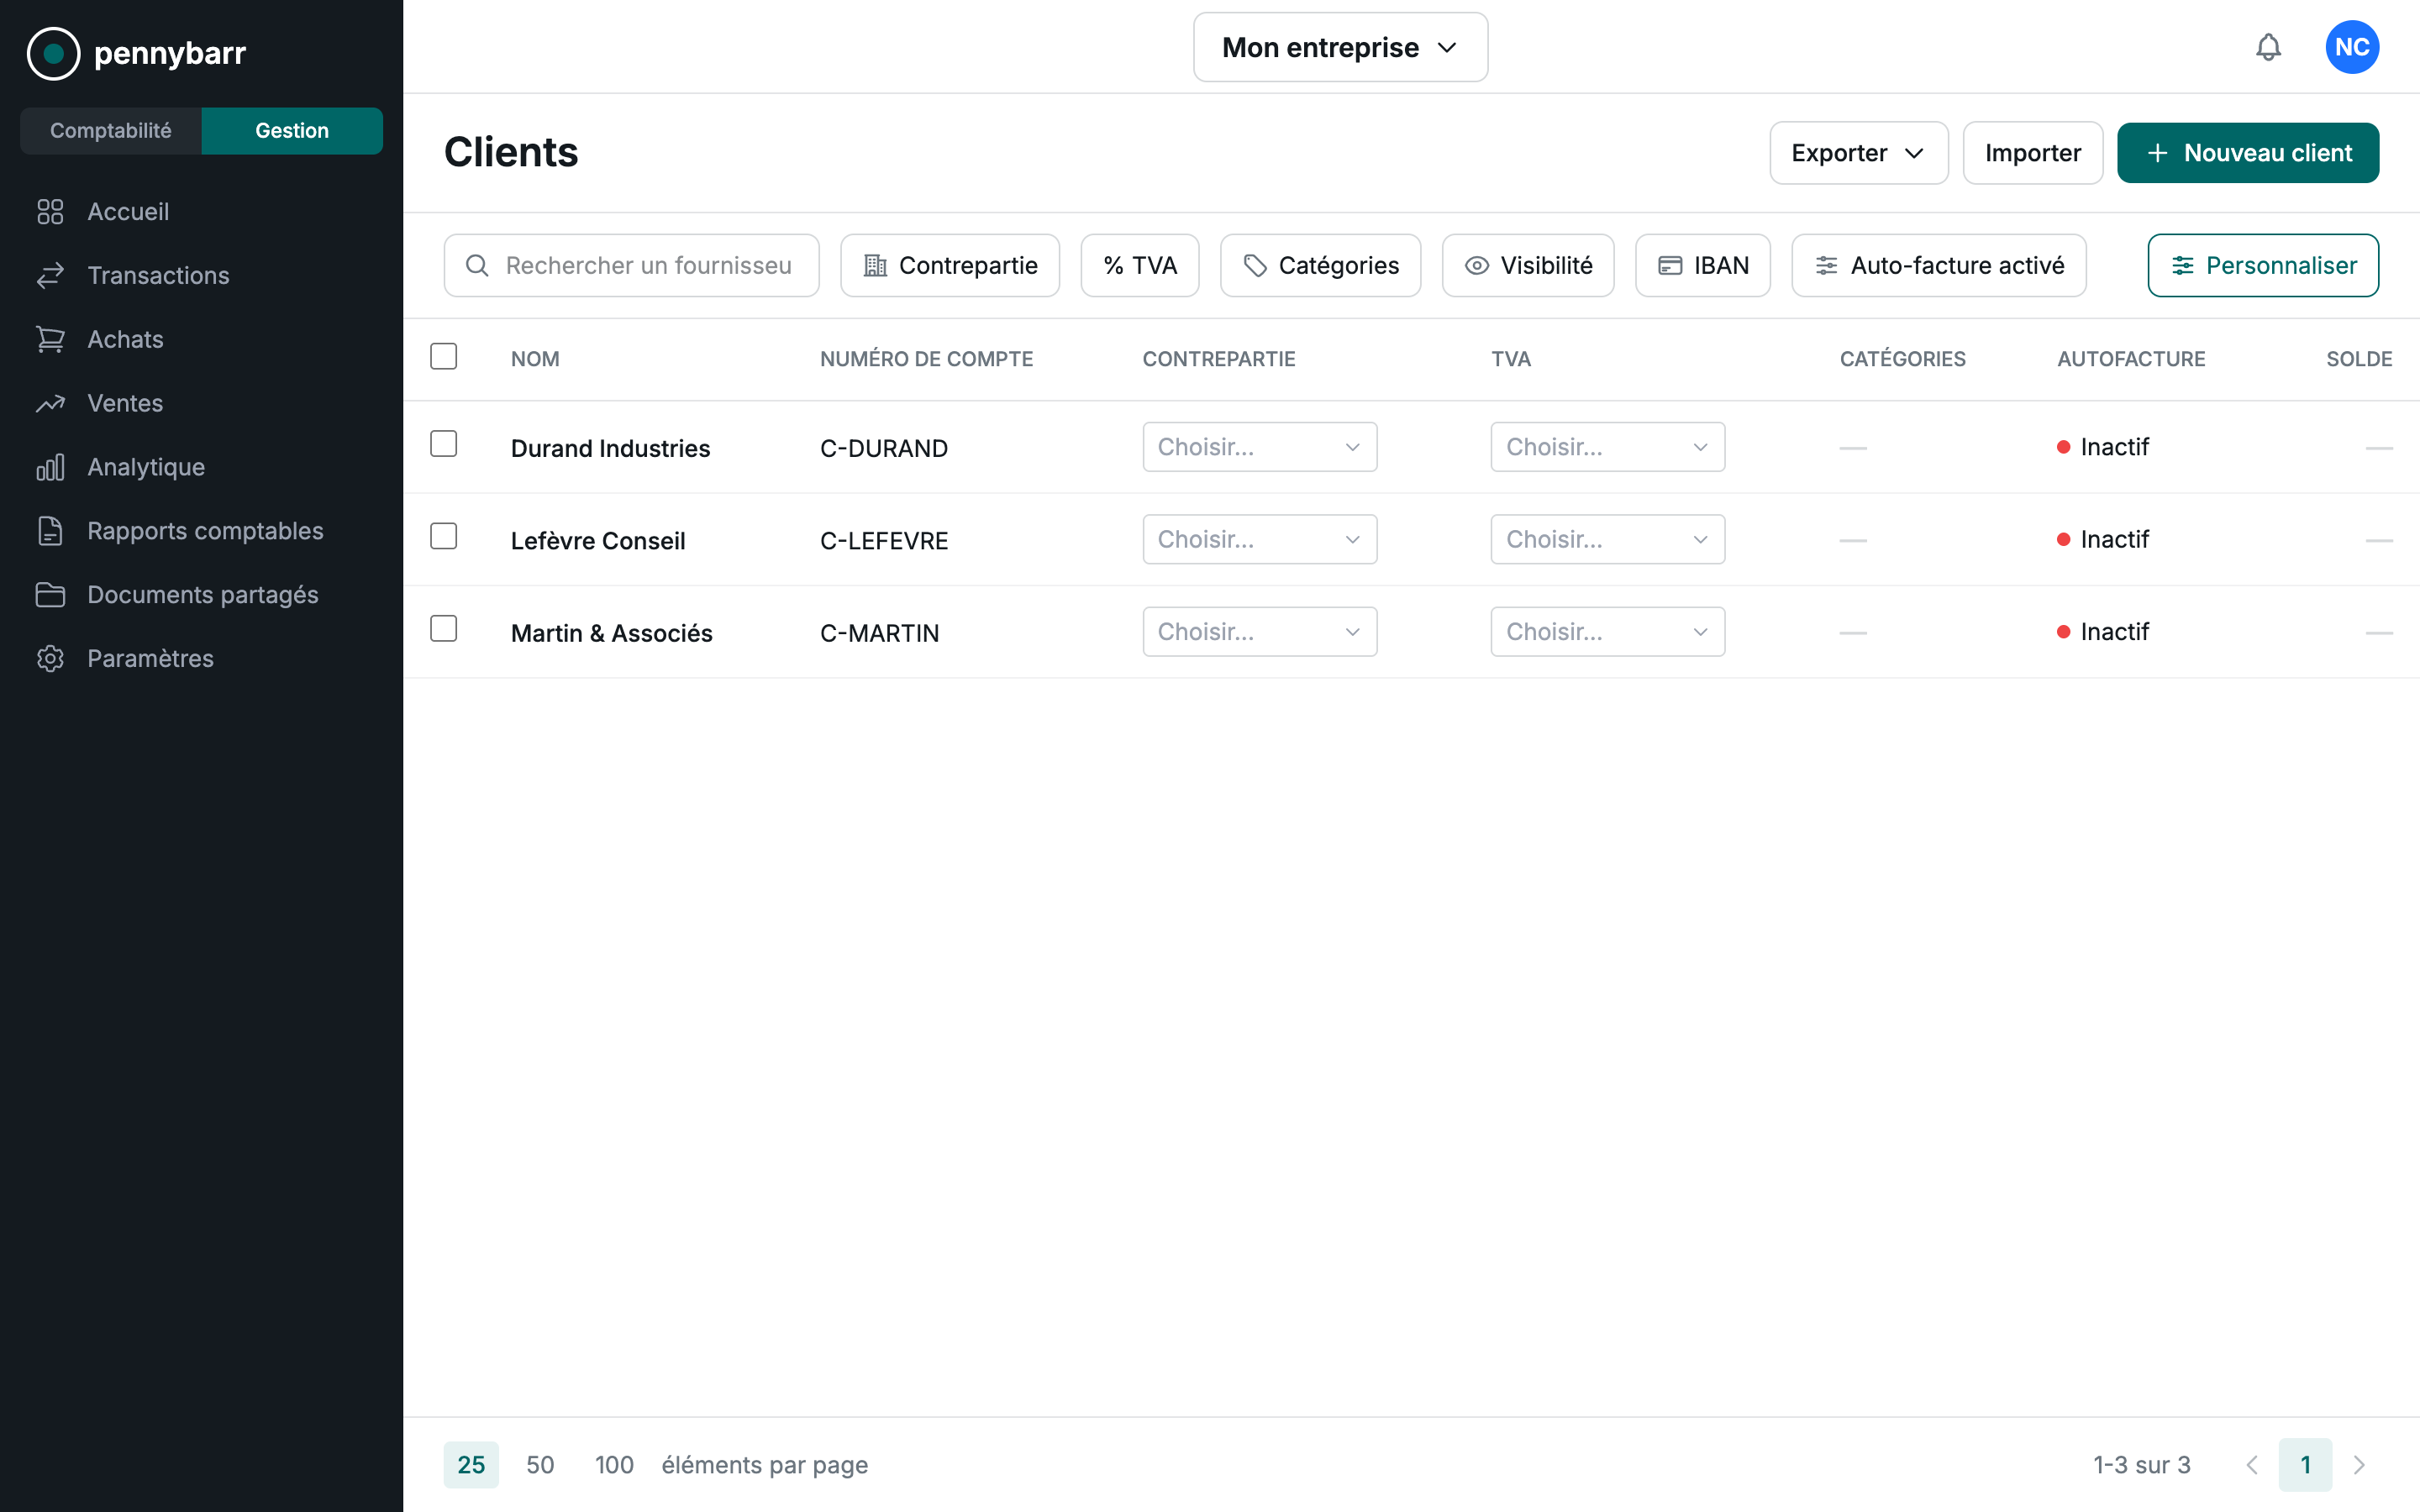 pennybarr
Mon entreprise
NC
Comptabilité Gestion
Accueil
Transactions
Achats
Ventes
Analytique
Rapports comptables
Documents partagés
Paramètres
Clients
Exporter
Importer
+ Nouveau client
Rechercher un fournisseu
Contrepartie
% TVA
Catégories
Visibilité
IBAN
Auto-facture activé
Personnaliser
NOM NUMÉRO DE COMPTE CONTREPARTIE TVA CATÉGORIES AUTOFACTURE SOLDE
Durand Industries C-DURAND Choisir... Choisir... — Inactif —
Lefèvre Conseil C-LEFEVRE Choisir... Choisir... — Inactif —
Martin & Associés C-MARTIN Choisir... Choisir... — Inactif —
25 50 100 éléments par page
1-3 sur 3 1